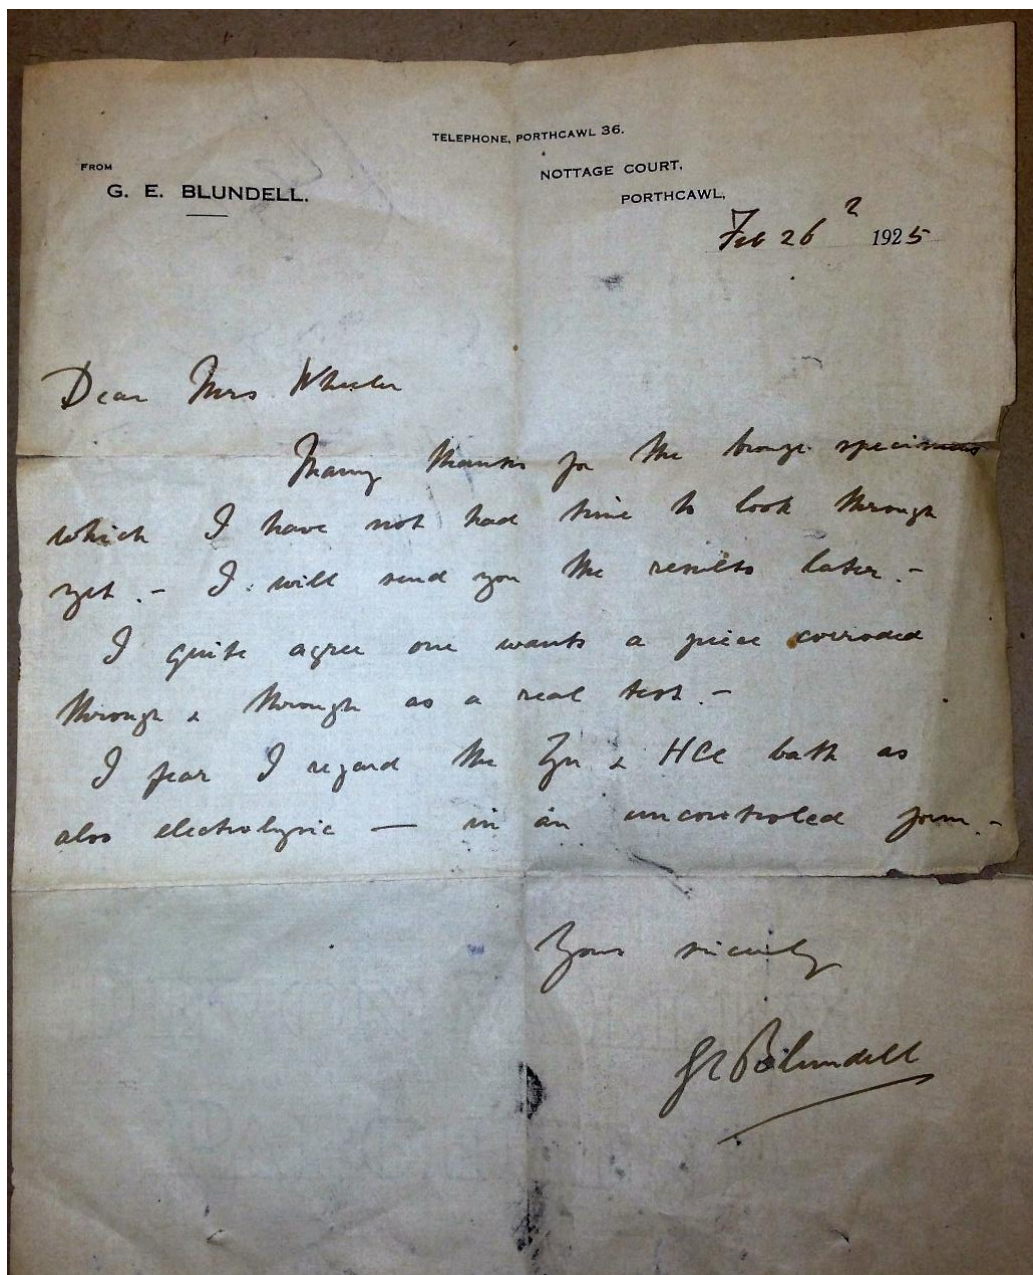 TELEPHONE, PORTHCAWL 36.
FROM
G. E. BLUNDELL.
NOTTAGE COURT,
PORTHCAWL,
Feb 26 1925
Dear Mrs Wheeler
Many thanks for the bronze specimens
which I have not had time to look through
yet. - I will send you the results later. -
I quite agree one wants a piece corroded
through & through as a real test. -
I fear I regard the Zn & HCl bath as
also electrolytic — in an uncontroled form. -
Yours sincerely
GE Blundell